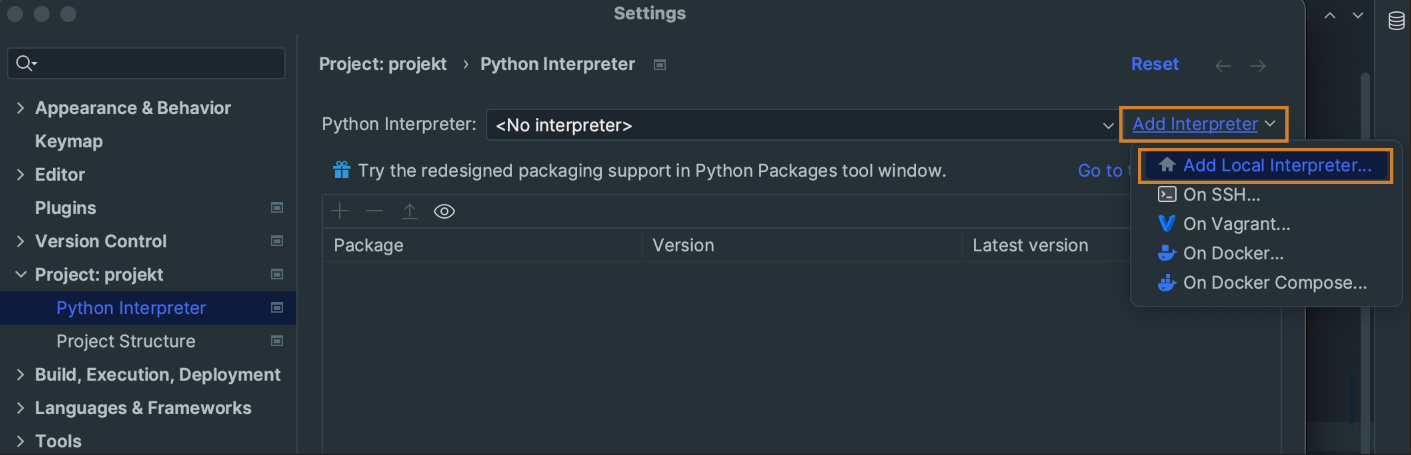 Settings
Project: projekt › Python Interpreter
Reset
Appearance & Behavior
Keymap
Editor
Plugins
Version Control
Project: projekt
Python Interpreter
Project Structure
Build, Execution, Deployment
Languages & Frameworks
Tools
Python Interpreter: <No interpreter>
Add Interpreter
Try the redesigned packaging support in Python Packages tool window.
Go to
Package Version Latest version
Add Local Interpreter...
On SSH...
On Vagrant...
On Docker...
On Docker Compose...